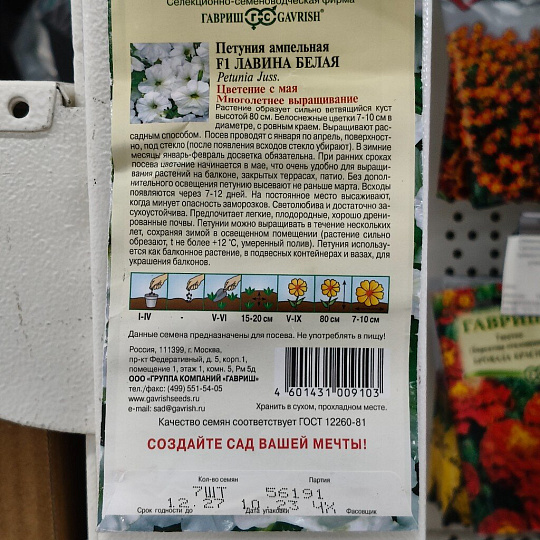 Селекционно-семеноводческая фирма
ГАВРИШ GAVRISH®
Петуния ампельная
F1 ЛАВИНА БЕЛАЯ
Petunia Juss.
Цветение с мая
Многолетнее выращивание
Растение образует сильно ветвящийся куст
высотой 80 см. Белоснежные цветки 7-10 см в
диаметре, с ровным краем. Выращивают рас-
садным способом. Посев проводят с января по апрель, поверхност-
но, под стекло (после появления всходов стекло убирают). В зимние
месяцы январь-февраль досветка обязательна. При ранних сроках
посева цветение начинается в мае, что очень удобно для выращи-
вания растений на балконе, закрытых террасах, патио. Без допол-
нительного освещения петунию высевают не раньше марта. Всходы
появляются через 7-12 дней. На постоянное место высаживают,
когда минует опасность заморозков. Светолюбива и достаточно за-
сухоустойчива. Предпочитает легкие, плодородные, хорошо дрени-
рованные почвы. Петунии можно выращивать в течение нескольких
лет, сохраняя зимой в освещенном помещении (растение сильно
обрезают, t не более +12 °C, умеренный полив). Петуния использу-
ется как балконное растение, в подвесных контейнерах и вазах, для
украшения балконов.
I-IV - V-VI 15-20 см V-IX 80 см 7-10 см
Данные семена предназначены для посева. Не употреблять в пищу!
Россия, 111399, г. Москва,
пр-кт Федеративный, д. 5, корп.1,
помещение 1, этаж 1, комн. 5, Рм 5д
ООО «ГРУППА КОМПАНИЙ «ГАВРИШ»
тел./факс: (499) 551-54-05
www.gavrishseeds.ru
e-mail: sad@gavrish.ru
4 601431 009103
Хранить в сухом, прохладном месте.
Качество семян соответствует ГОСТ 12260-81
СОЗДАЙТЕ САД ВАШЕЙ МЕЧТЫ!
Кол-во семян Партия
7ШТ 56191
12.27 10.23 ЧХ
Срок годности до Дата упаковки Фасовщик
ГАВРИШ